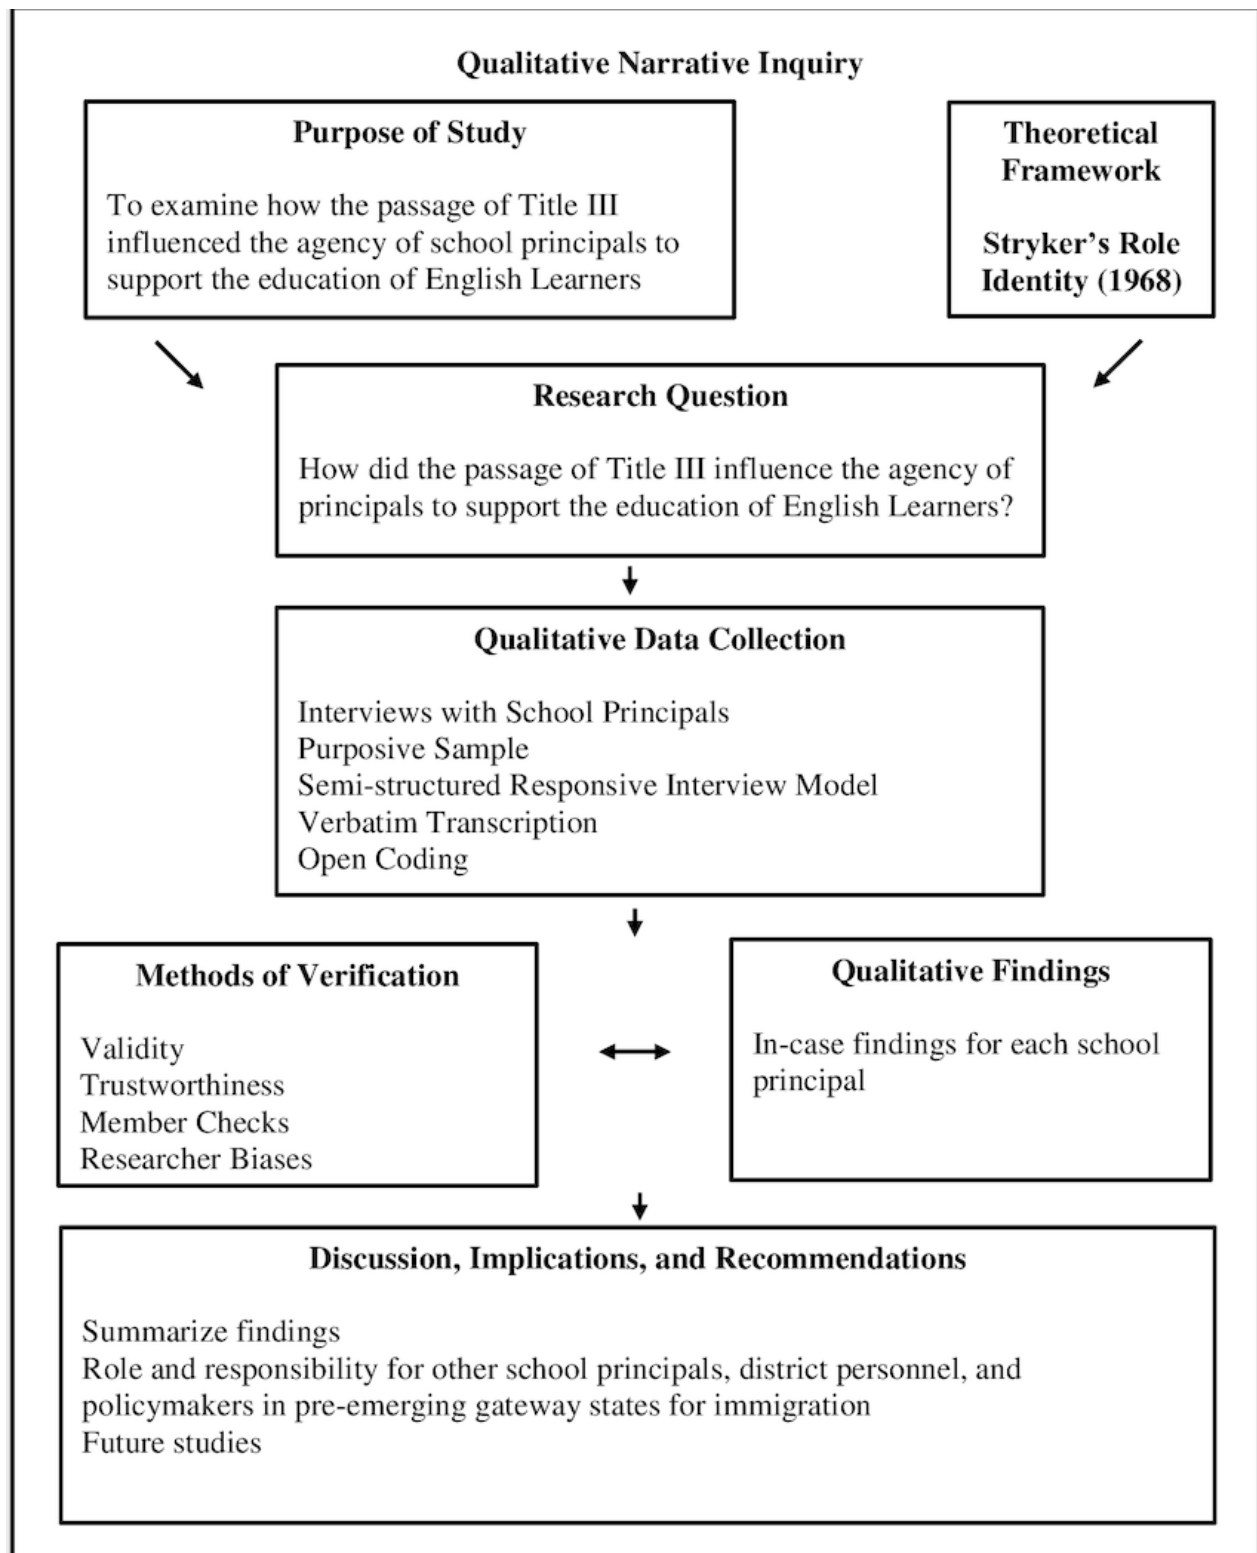 Qualitative Narrative Inquiry
Purpose of Study
To examine how the passage of Title III
influenced the agency of school principals to
support the education of English Learners
Theoretical
Framework
Stryker’s Role
Identity (1968)
Research Question
How did the passage of Title III influence the agency of
principals to support the education of English Learners?
Qualitative Data Collection
Interviews with School Principals
Purposive Sample
Semi-structured Responsive Interview Model
Verbatim Transcription
Open Coding
Methods of Verification
Validity
Trustworthiness
Member Checks
Researcher Biases
Qualitative Findings
In-case findings for each school
principal
Discussion, Implications, and Recommendations
Summarize findings
Role and responsibility for other school principals, district personnel, and
policymakers in pre-emerging gateway states for immigration
Future studies